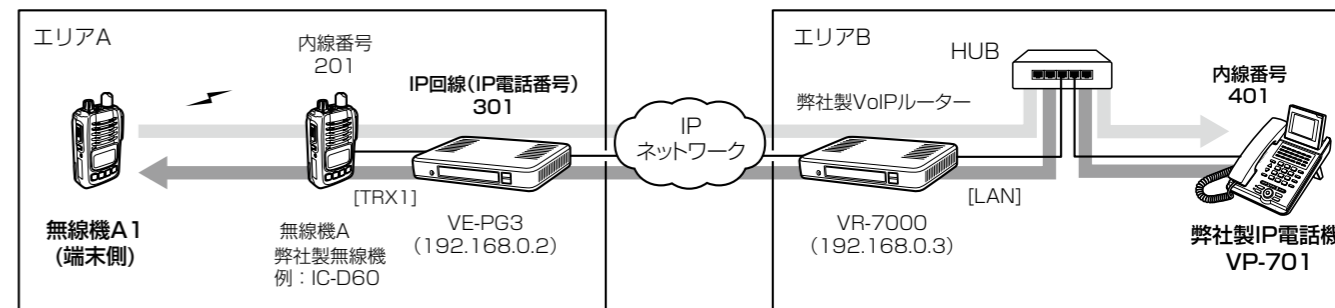 エリアA
内線番号
201
IP回線(IP電話番号)
301
無線機A1
(端末側)
[TRX1]
無線機A
弊社製無線機
例：IC-D60
VE-PG3
(192.168.0.2)
IP
ネットワーク
エリアB
HUB
弊社製VoIPルーター
内線番号
401
[LAN]
VR-7000
(192.168.0.3)
弊社製IP電話機
VP-701